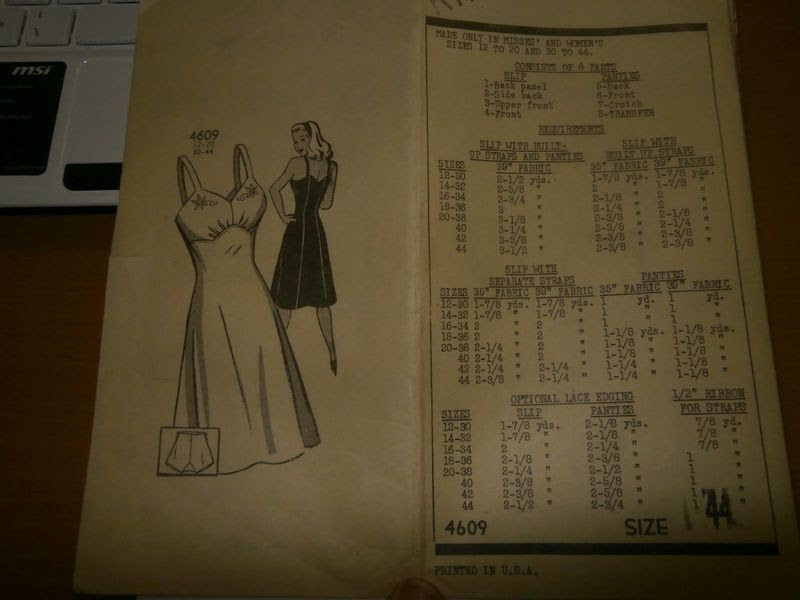 msi
4609
12-20
30-44
MADE ONLY IN MISSES' AND WOMEN'S
SIZES 12 TO 20 AND 30 TO 44.
CONSISTS OF 8 PARTS
SLIP PANTIES
1-Back panel 5-Back
2-Side back 6-Front
3-Upper front 7-Crotch
4-Front 8-TRANSFER
REQUIREMENTS
SLIP WITH BUILT- SLIP WITH
UP STRAPS AND PANTIES BUILT UP STRAPS
SIZES 39" FABRIC 35" FABRIC 39" FABRIC
12-30 2-1/2 yds. 1-7/8 yds. 1-7/8 yds.
14-32 2-5/8 " 2 " 1-7/8 "
16-34 2-3/4 " 2-1/8 " 2 "
18-36 3 " 2-1/4 " 2 "
20-38 3-1/8 " 2-3/8 " 2-1/8 "
40 3-1/4 " 2-3/8 " 2-1/4 "
42 3-3/8 " 2-3/8 " 2-3/8 "
44 3-1/2 " 2-3/8 " 2-3/8 "
SLIP WITH
SEPARATE STRAPS PANTIES
SIZES 35" FABRIC 39" FABRIC 35" FABRIC 39" FABRIC
12-30 1-7/8 yds. 1-7/8 yds. 1 yd. 1 yd.
14-32 1-7/8 " 1-7/8 " 1 " 1 "
16-34 2 " 2 " 1 " 1 "
18-36 2 " 2 " 1-1/8 yds. 1-1/8 yds.
20-38 2-1/4 " 2 " 1-1/8 " 1-1/8 "
40 2-1/4 " 2 " 1-1/8 " 1-1/8 "
42 2-1/4 " 2-1/4 " 1-1/4 " 1-1/8 "
44 2-3/8 " 2-1/4 " 1-1/4 " 1-1/8 "
OPTIONAL LACE EDGING 1/2" RIBBON
SIZES SLIP PANTIES FOR STRAPS
12-30 1-7/8 yds. 2-1/8 yds. 7/8 yd.
14-32 1-7/8 " 2-1/8 " 7/8 "
16-34 2 " 2-1/4 " 7/8 "
18-36 2-1/8 " 2-3/8 " 1 "
20-38 2-1/4 " 2-1/2 " 1 "
40 2-3/8 " 2-5/8 " 1 "
42 2-3/8 " 2-5/8 " 1 "
44 2-1/2 " 2-3/4 " 1 "
4609 SIZE 44
PRINTED IN U.S.A.